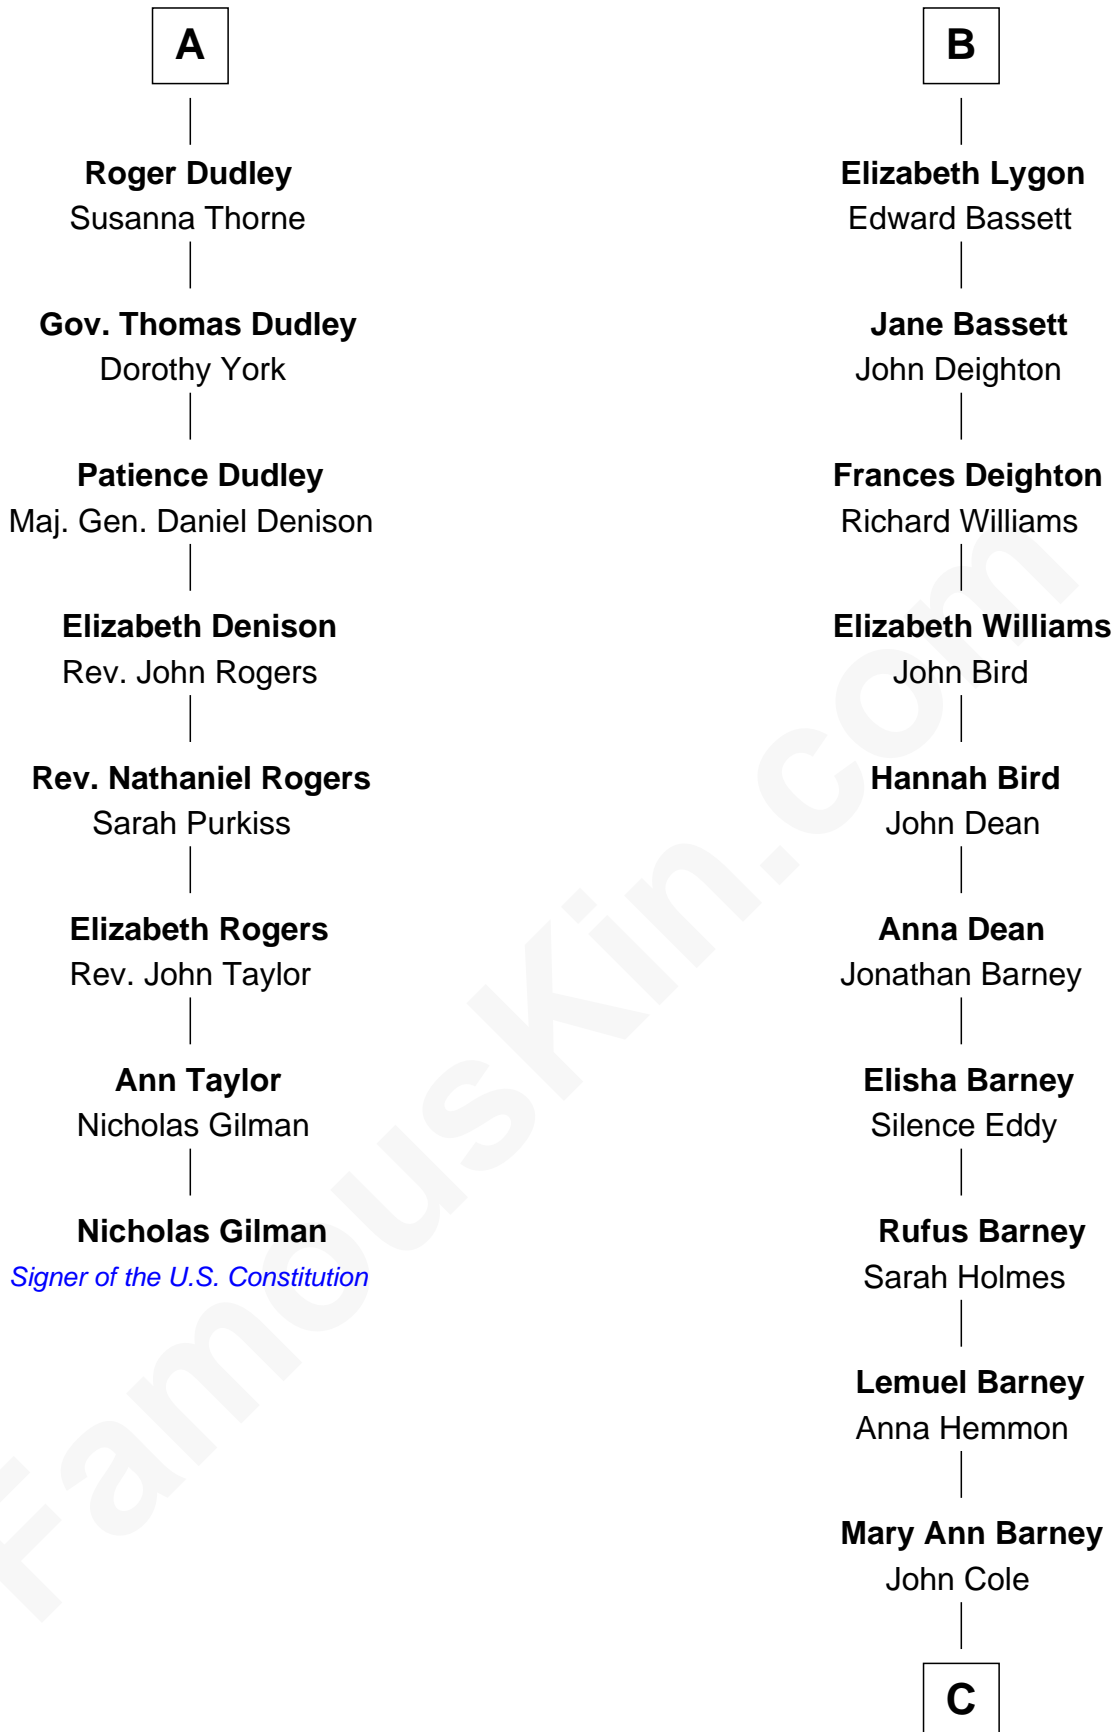 A
Roger Dudley
Susanna Thorne
Gov. Thomas Dudley
Dorothy York
Patience Dudley
Maj. Gen. Daniel Denison
Elizabeth Denison
Rev. John Rogers
Rev. Nathaniel Rogers
Sarah Purkiss
Elizabeth Rogers
Rev. John Taylor
Ann Taylor
Nicholas Gilman
Nicholas Gilman
Signer of the U.S. Constitution
B
Elizabeth Lygon
Edward Bassett
Jane Bassett
John Deighton
Frances Deighton
Richard Williams
Elizabeth Williams
John Bird
Hannah Bird
John Dean
Anna Dean
Jonathan Barney
Elisha Barney
Silence Eddy
Rufus Barney
Sarah Holmes
Lemuel Barney
Anna Hemmon
Mary Ann Barney
John Cole
C
FamousKin.com